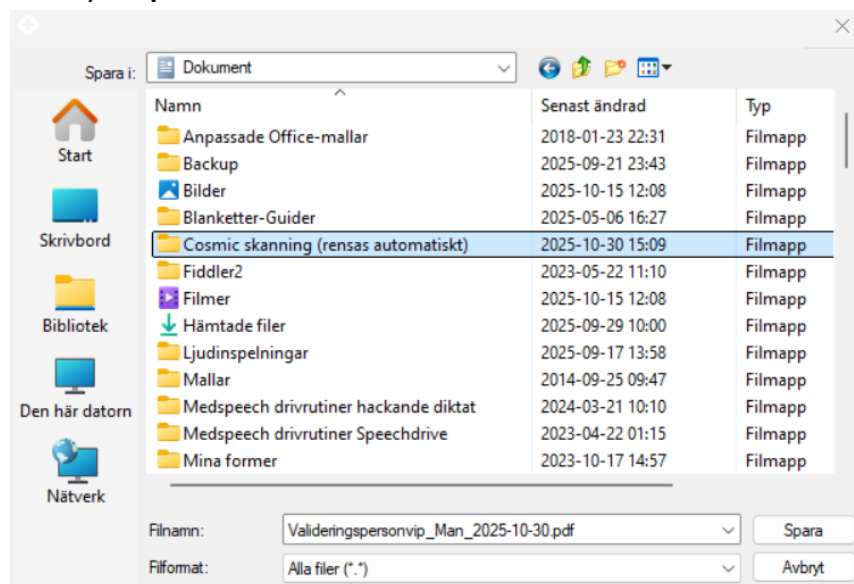 Spara i: Dokument
Namn Senast ändrad Typ
Anpassade Office-mallar 2018-01-23 22:31 Filmapp
Backup 2025-09-21 23:43 Filmapp
Bilder 2025-10-15 12:08 Filmapp
Blanketter-Guider 2025-05-06 16:27 Filmapp
Cosmic skanning (rensas automatiskt) 2025-10-30 15:09 Filmapp
Fiddler2 2023-05-22 11:10 Filmapp
Filmer 2025-10-15 12:08 Filmapp
Hämtade filer 2025-09-29 10:00 Filmapp
Ljudinspelningar 2025-09-17 13:58 Filmapp
Mallar 2014-09-25 09:47 Filmapp
Medspeech drivrutiner hackande diktat 2024-03-21 10:10 Filmapp
Medspeech drivrutiner Speechdrive 2023-04-22 01:15 Filmapp
Mina former 2023-10-17 14:57 Filmapp
Start
Skrivbord
Bibliotek
Den här datorn
Nätverk
Filnamn: Valideringspersonvip_Man_2025-10-30.pdf Spara
Filformat: Alla filer (*.*) Avbryt